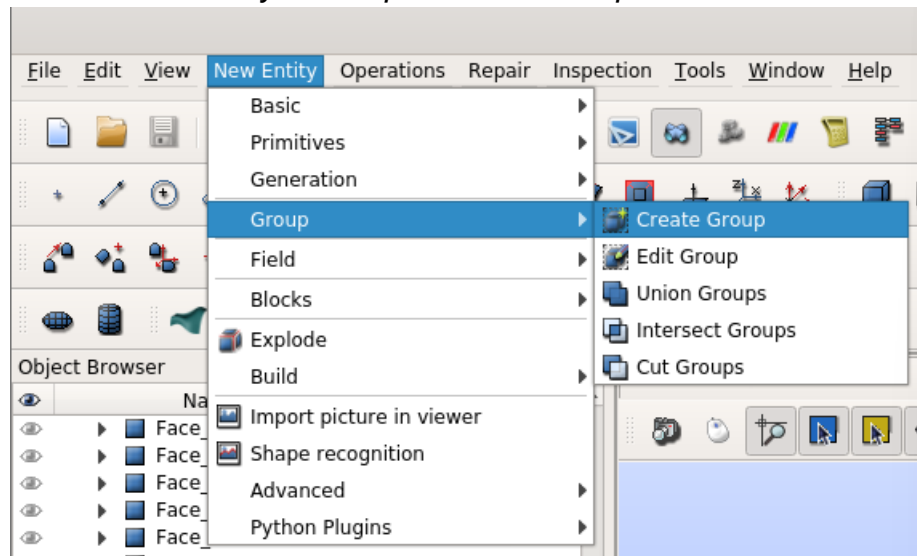 File Edit View New Entity Operations Repair Inspection Tools Window Help
Basic
Primitives
Generation
Group
Create Group
Field
Edit Group
Blocks
Union Groups
Explode
Intersect Groups
Build
Cut Groups
Object Browser
Na
Import picture in viewer
Face_
Shape recognition
Face_
Face_
Advanced
Face_
Python Plugins
Face_